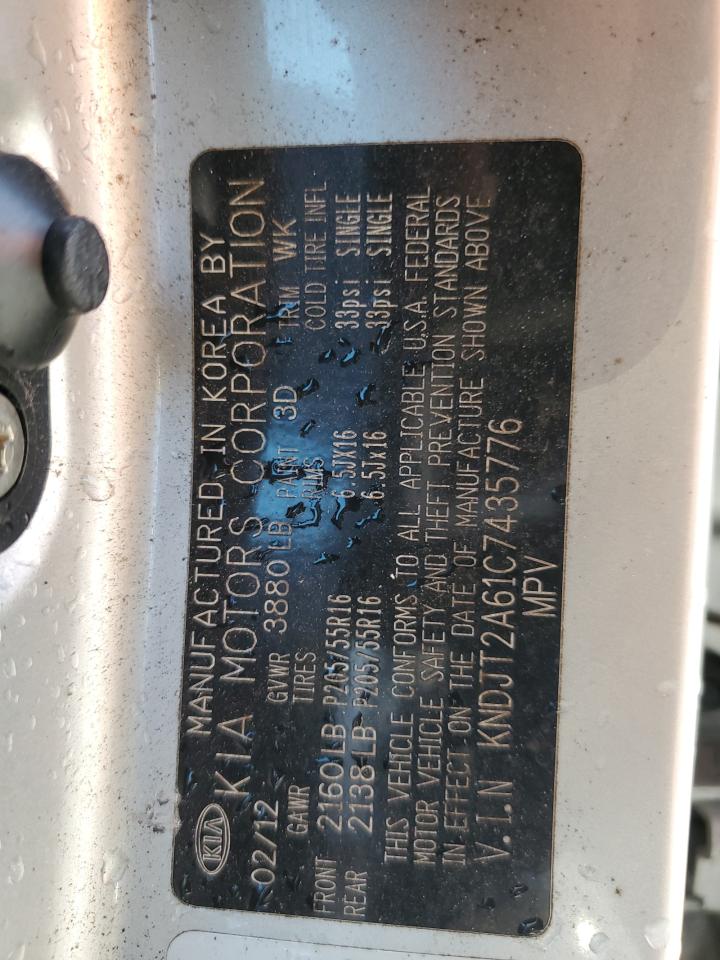 KIA MANUFACTURED IN KOREA BY
KIA MOTORS CORPORATION
02/12 GVWR 3880 LB PAINT 3D TRIM WK
GAWR TIRES RIMS COLD TIRE INFL
FRONT 2160 LB P205/55R16 6.5JX16 33psi SINGLE
REAR 2138 LB P205/55R16 6.5Jx16 33psi SINGLE
THIS VEHICLE CONFORMS TO ALL APPLICABLE U.S.A. FEDERAL
MOTOR VEHICLE SAFETY AND THEFT PREVENTION STANDARDS
IN EFFECT ON THE DATE OF MANUFACTURE SHOWN ABOVE
V.I.N KNDJT2A61C7435776
MPV